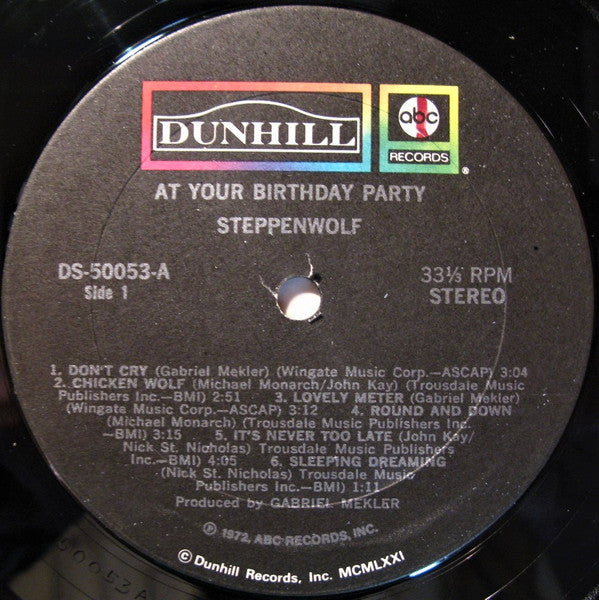 DUNHILL
abc
RECORDS
®
AT YOUR BIRTHDAY PARTY
STEPPENWOLF
DS-50053-A
Side 1
33⅓ RPM
STEREO
1. DON'T CRY (Gabriel Mekler) (Wingate Music Corp.—ASCAP) 3:04
2. CHICKEN WOLF (Michael Monarch/John Kay) (Trousdale Music
Publishers Inc.—BMI) 2:51 3. LOVELY METER (Gabriel Mekler)
(Wingate Music Corp.—ASCAP) 3:12 4. ROUND AND DOWN
(Michael Monarch) (Trousdale Music Publishers Inc.
—BMI) 3:15 5. IT'S NEVER TOO LATE (John Kay/
Nick St. Nicholas) Trousdale Music Publishers
Inc.—BMI) 4:05 6. SLEEPING DREAMING
(Nick St. Nicholas) (Trousdale Music
Publishers Inc.—BMI) 1:11
Produced by GABRIEL MEKLER
℗ 1972, ABC RECORDS, INC.
© Dunhill Records, Inc. MCMLXXI
50053A